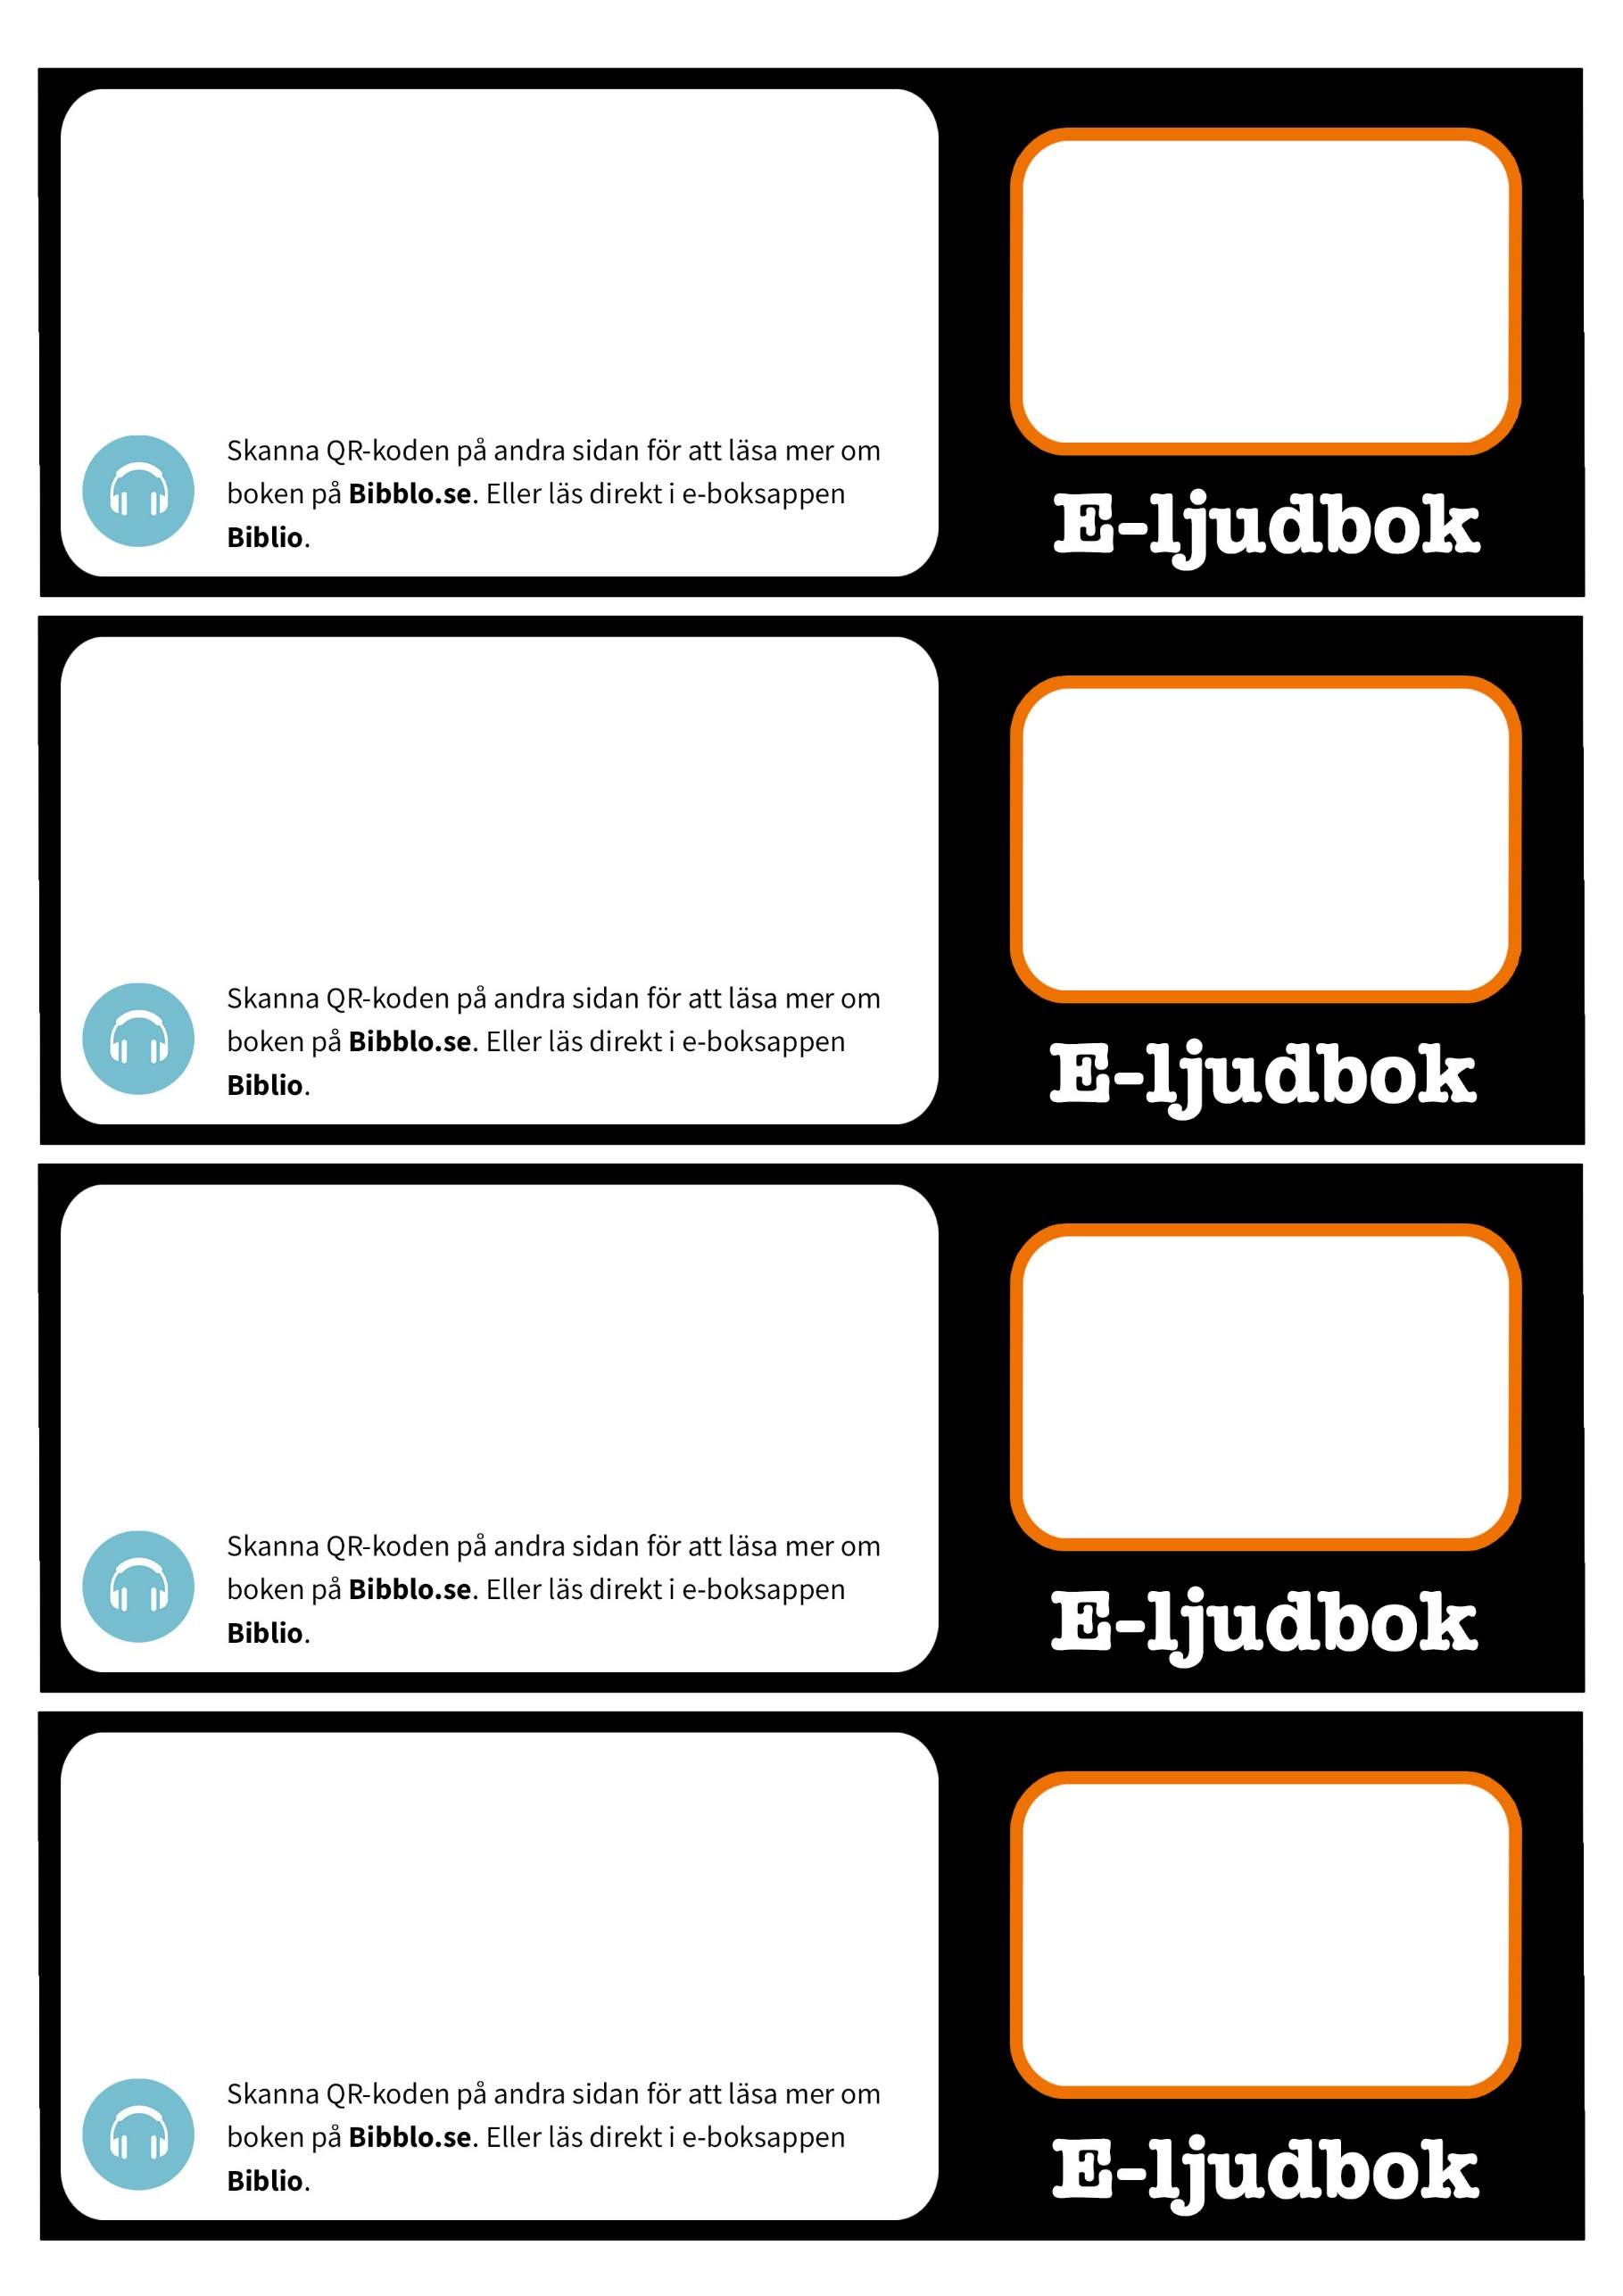 Skanna QR-koden på andra sidan för att läsa mer om
boken på Bibblo.se. Eller läs direkt i e-boksappen
Biblio.
E-ljudbok
Skanna QR-koden på andra sidan för att läsa mer om
boken på Bibblo.se. Eller läs direkt i e-boksappen
Biblio.
E-ljudbok
Skanna QR-koden på andra sidan för att läsa mer om
boken på Bibblo.se. Eller läs direkt i e-boksappen
Biblio.
E-ljudbok
Skanna QR-koden på andra sidan för att läsa mer om
boken på Bibblo.se. Eller läs direkt i e-boksappen
Biblio.
E-ljudbok